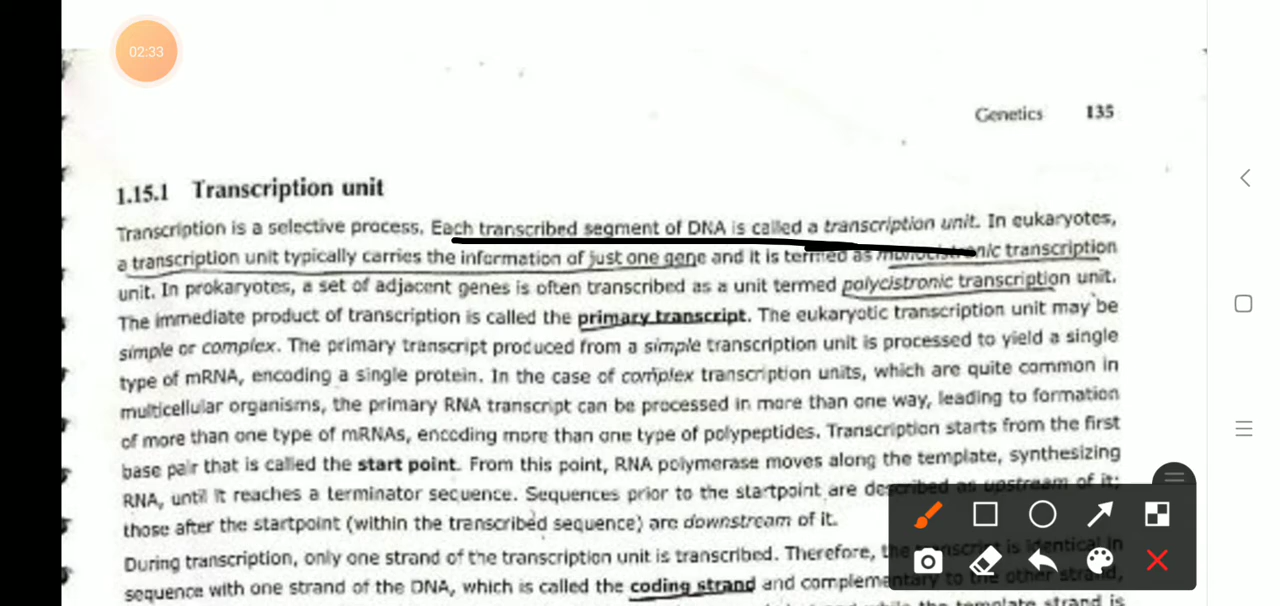 02:33
Genetics 135
1.15.1 Transcription unit
Transcription is a selective process. Each transcribed segment of DNA is called a transcription unit. In eukaryotes,
a transcription unit typically carries the information of just one gene and it is termed as monocistronic transcription
unit. In prokaryotes, a set of adjacent genes is often transcribed as a unit termed polycistronic transcription unit.
The immediate product of transcription is called the primary transcript. The eukaryotic transcription unit may be
simple or complex. The primary transcript produced from a simple transcription unit is processed to yield a single
type of mRNA, encoding a single protein. In the case of complex transcription units, which are quite common in
multicellular organisms, the primary RNA transcript can be processed in more than one way, leading to formation
of more than one type of mRNAs, encoding more than one type of polypeptides. Transcription starts from the first
base pair that is called the start point. From this point, RNA polymerase moves along the template, synthesizing
RNA, until it reaches a terminator sequence. Sequences prior to the startpoint are described as upstream of it;
those after the startpoint (within the transcribed sequence) are downstream of it.
During transcription, only one strand of the transcription unit is transcribed. Therefore, the transcript is identical in
sequence with one strand of the DNA, which is called the coding strand and complementary to the other strand,
while the template strand is